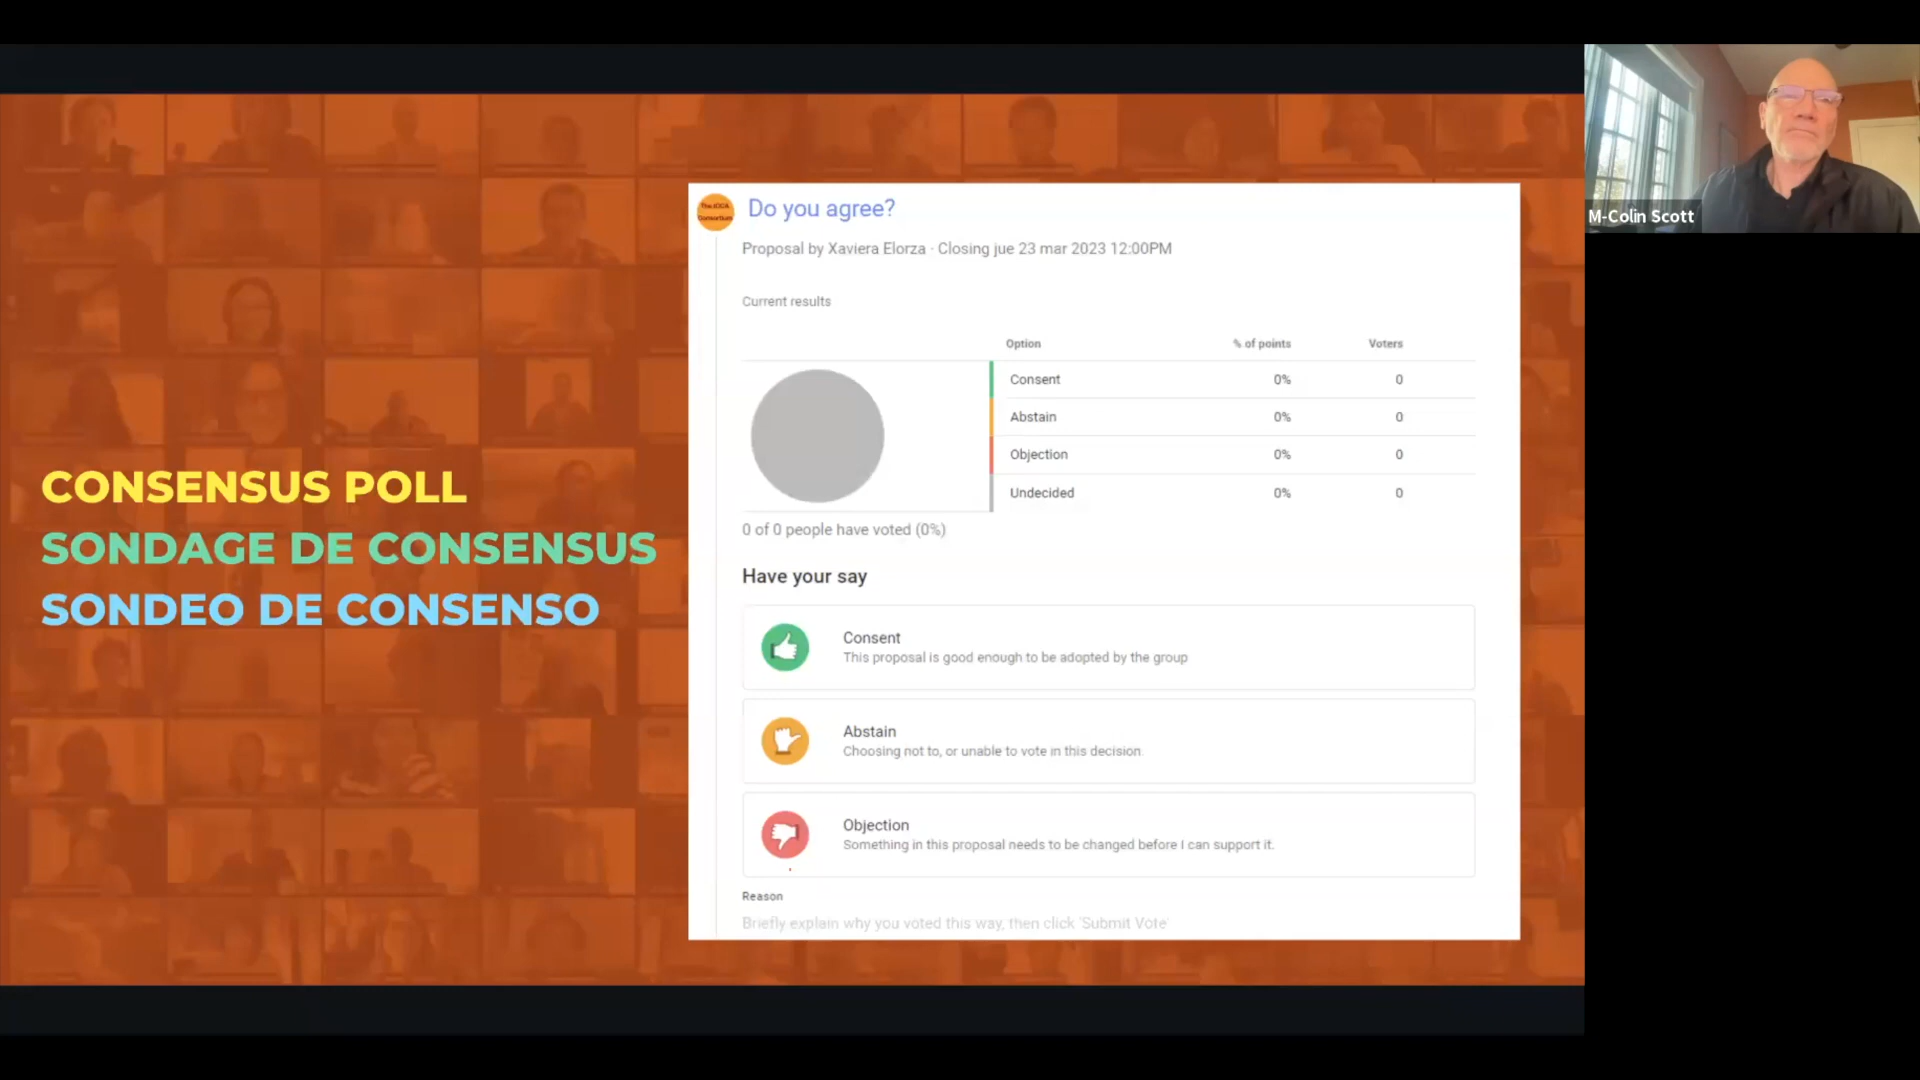 CONSENSUS POLL
SONDAGE DE CONSENSUS
SONDEO DE CONSENSO
The ICCA
Consortium
Do you agree?
Proposal by Xaviera Elorza · Closing jue 23 mar 2023 12:00PM
Current results
Option % of points Voters
Consent 0% 0
Abstain 0% 0
Objection 0% 0
Undecided 0% 0
0 of 0 people have voted (0%)
Have your say
Consent
This proposal is good enough to be adopted by the group
Abstain
Choosing not to, or unable to vote in this decision.
Objection
Something in this proposal needs to be changed before I can support it.
Reason
Briefly explain why you voted this way, then click 'Submit Vote'
M-Colin Scott